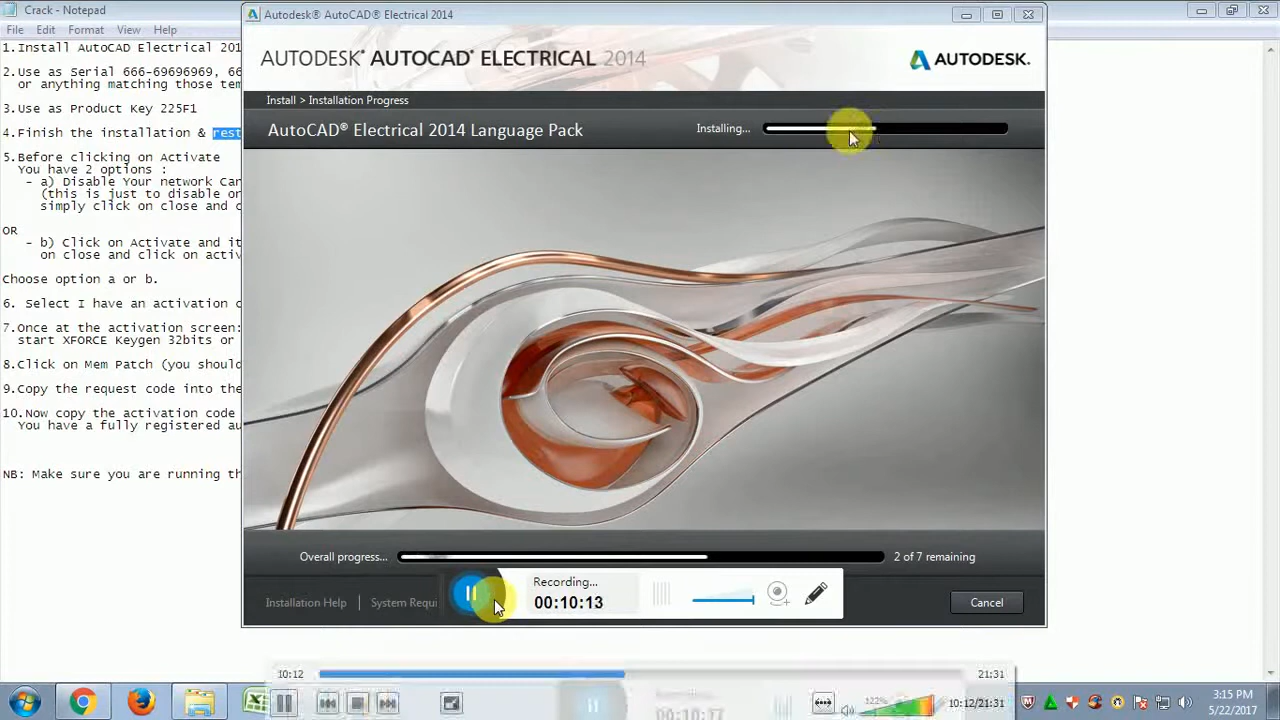 Crack - Notepad
File Edit Format View Help
1.Install AutoCAD Electrical 201
2.Use as Serial 666-69696969, 66
or anything matching those tem
3.Use as Product Key 225F1
4.Finish the installation & rest
5.Before clicking on Activate
You have 2 options :
- a) Disable Your network Car
(this is just to disable on
simply click on close and c
OR
- b) Click on Activate and it
on close and click on activ
Choose option a or b.
6. Select I have an activation c
7.Once at the activation screen:
start XFORCE Keygen 32bits or
8.Click on Mem Patch (you should
9.Copy the request code into the
10.Now copy the activation code
You have a fully registered au
NB: Make sure you are running th
Autodesk® AutoCAD® Electrical 2014
AUTODESK® AUTOCAD® ELECTRICAL 2014
AUTODESK.
Install > Installation Progress
AutoCAD® Electrical 2014 Language Pack
Installing...
Overall progress...
2 of 7 remaining
Installation Help
System Requi
Recording...
00:10:13
Cancel
10:12
21:31
122%
10:12/21:31
3:15 PM
5/22/2017